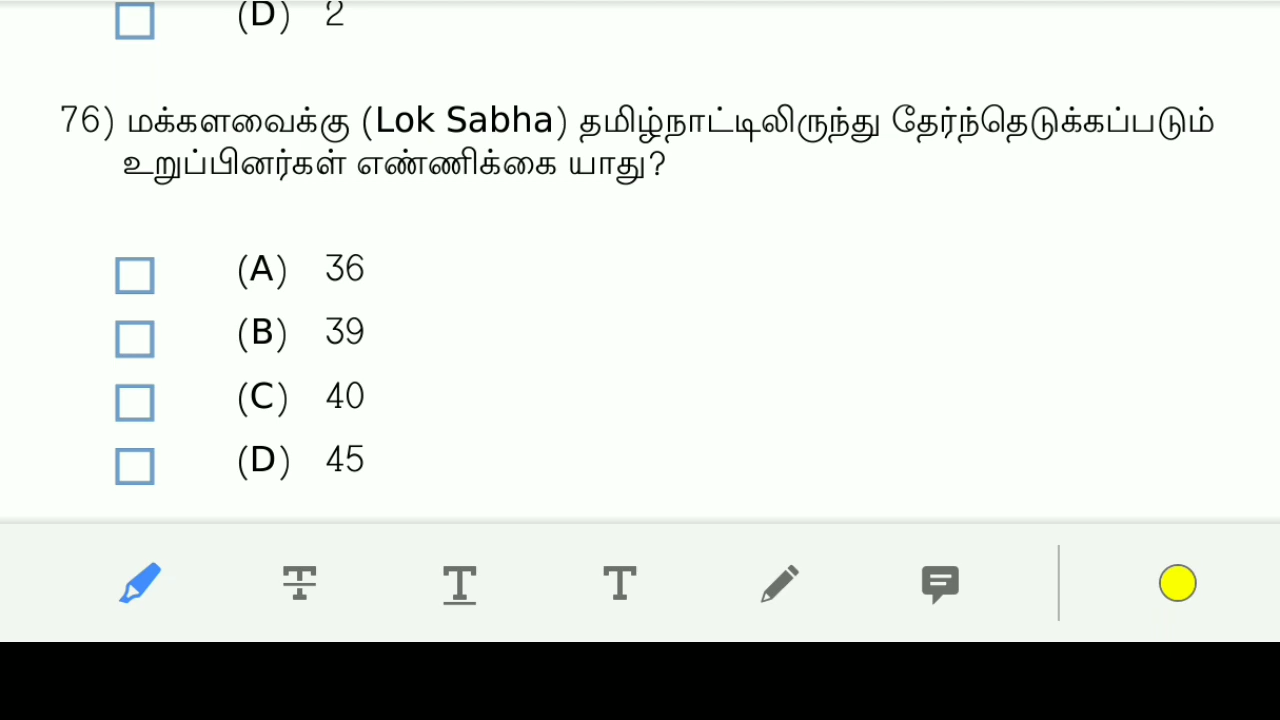 (D) 2
76) மக்களவைக்கு (Lok Sabha) தமிழ்நாட்டிலிருந்து தேர்ந்தெடுக்கப்படும்
உறுப்பினர்கள் எண்ணிக்கை யாது?
(A) 36
(B) 39
(C) 40
(D) 45